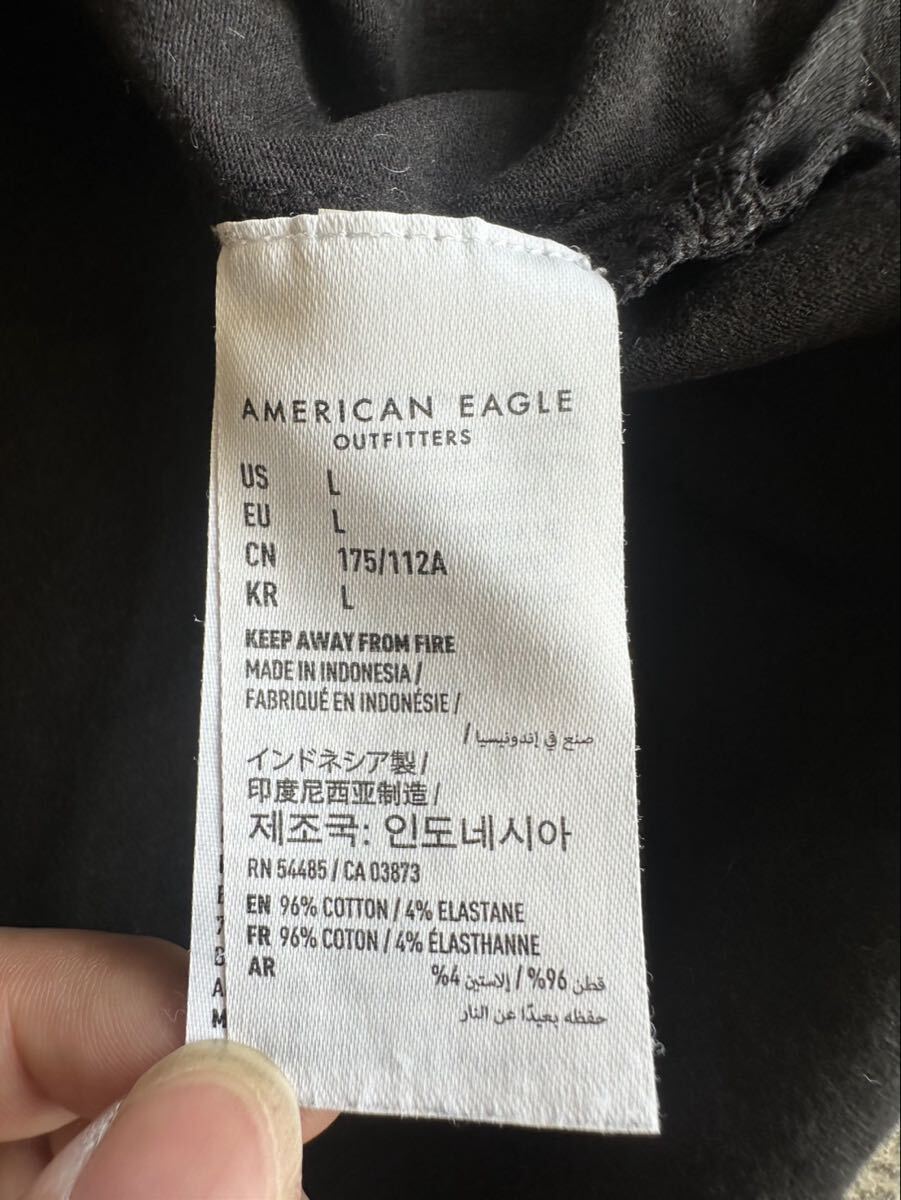 AMERICAN EAGLE
OUTFITTERS
US L
EU L
CN 175/112A
KR L
KEEP AWAY FROM FIRE
MADE IN INDONESIA /
FABRIQUÉ EN INDONÉSIE /
صنع في إندونيسيا /
インドネシア製 /
印度尼西亚制造 /
제조국: 인도네시아
RN 54485 / CA 03873
EN 96% COTTON / 4% ELASTANE
FR 96% COTON / 4% ÉLASTHANNE
AR قطن 96% / إلاستين 4%
حفظه بعيدًا عن النار